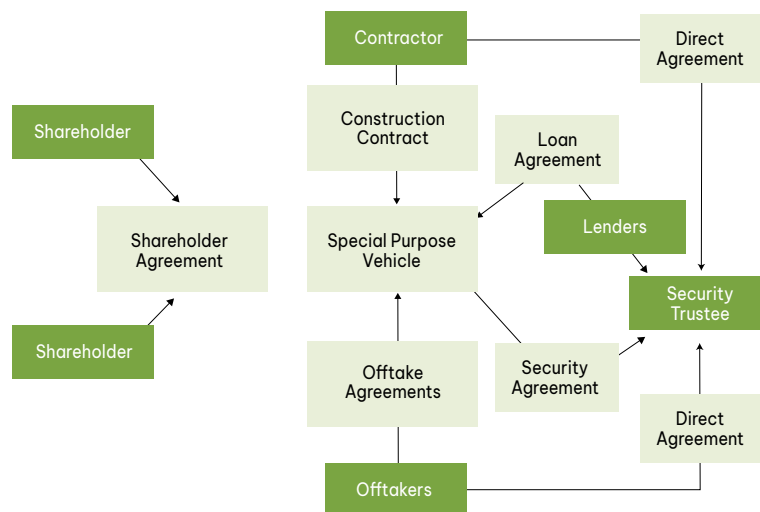 Contractor
Direct
Agreement
Construction
Contract
Shareholder
Loan
Agreement
Shareholder
Agreement
Special Purpose
Vehicle
Lenders
Security
Trustee
Shareholder
Offtake
Agreements
Security
Agreement
Direct
Agreement
Offtakers